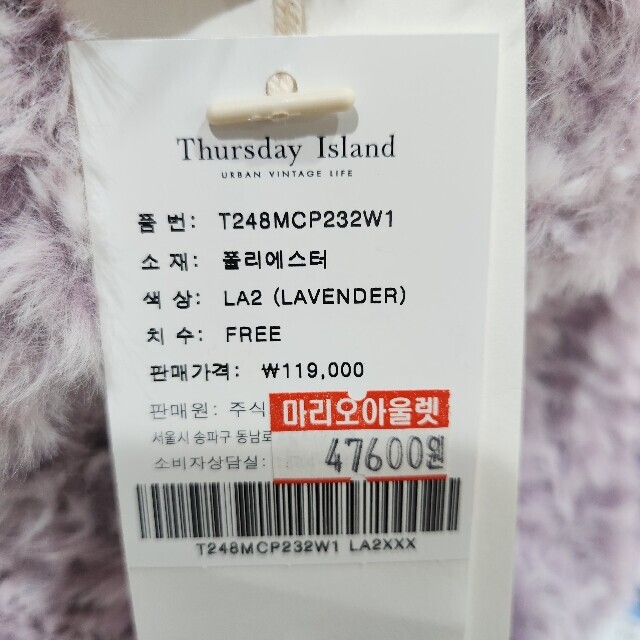 Thursday Island
URBAN VINTAGE LIFE
품 번: T248MCP232W1
소 재: 폴리에스터
색 상: LA2 (LAVENDER)
치 수: FREE
판매가격: ₩119,000
판매원: 주식
마리오아울렛
서울시 송파구 동남로
47600원
소비자상담실:
T248MCP232W1 LA2XXX